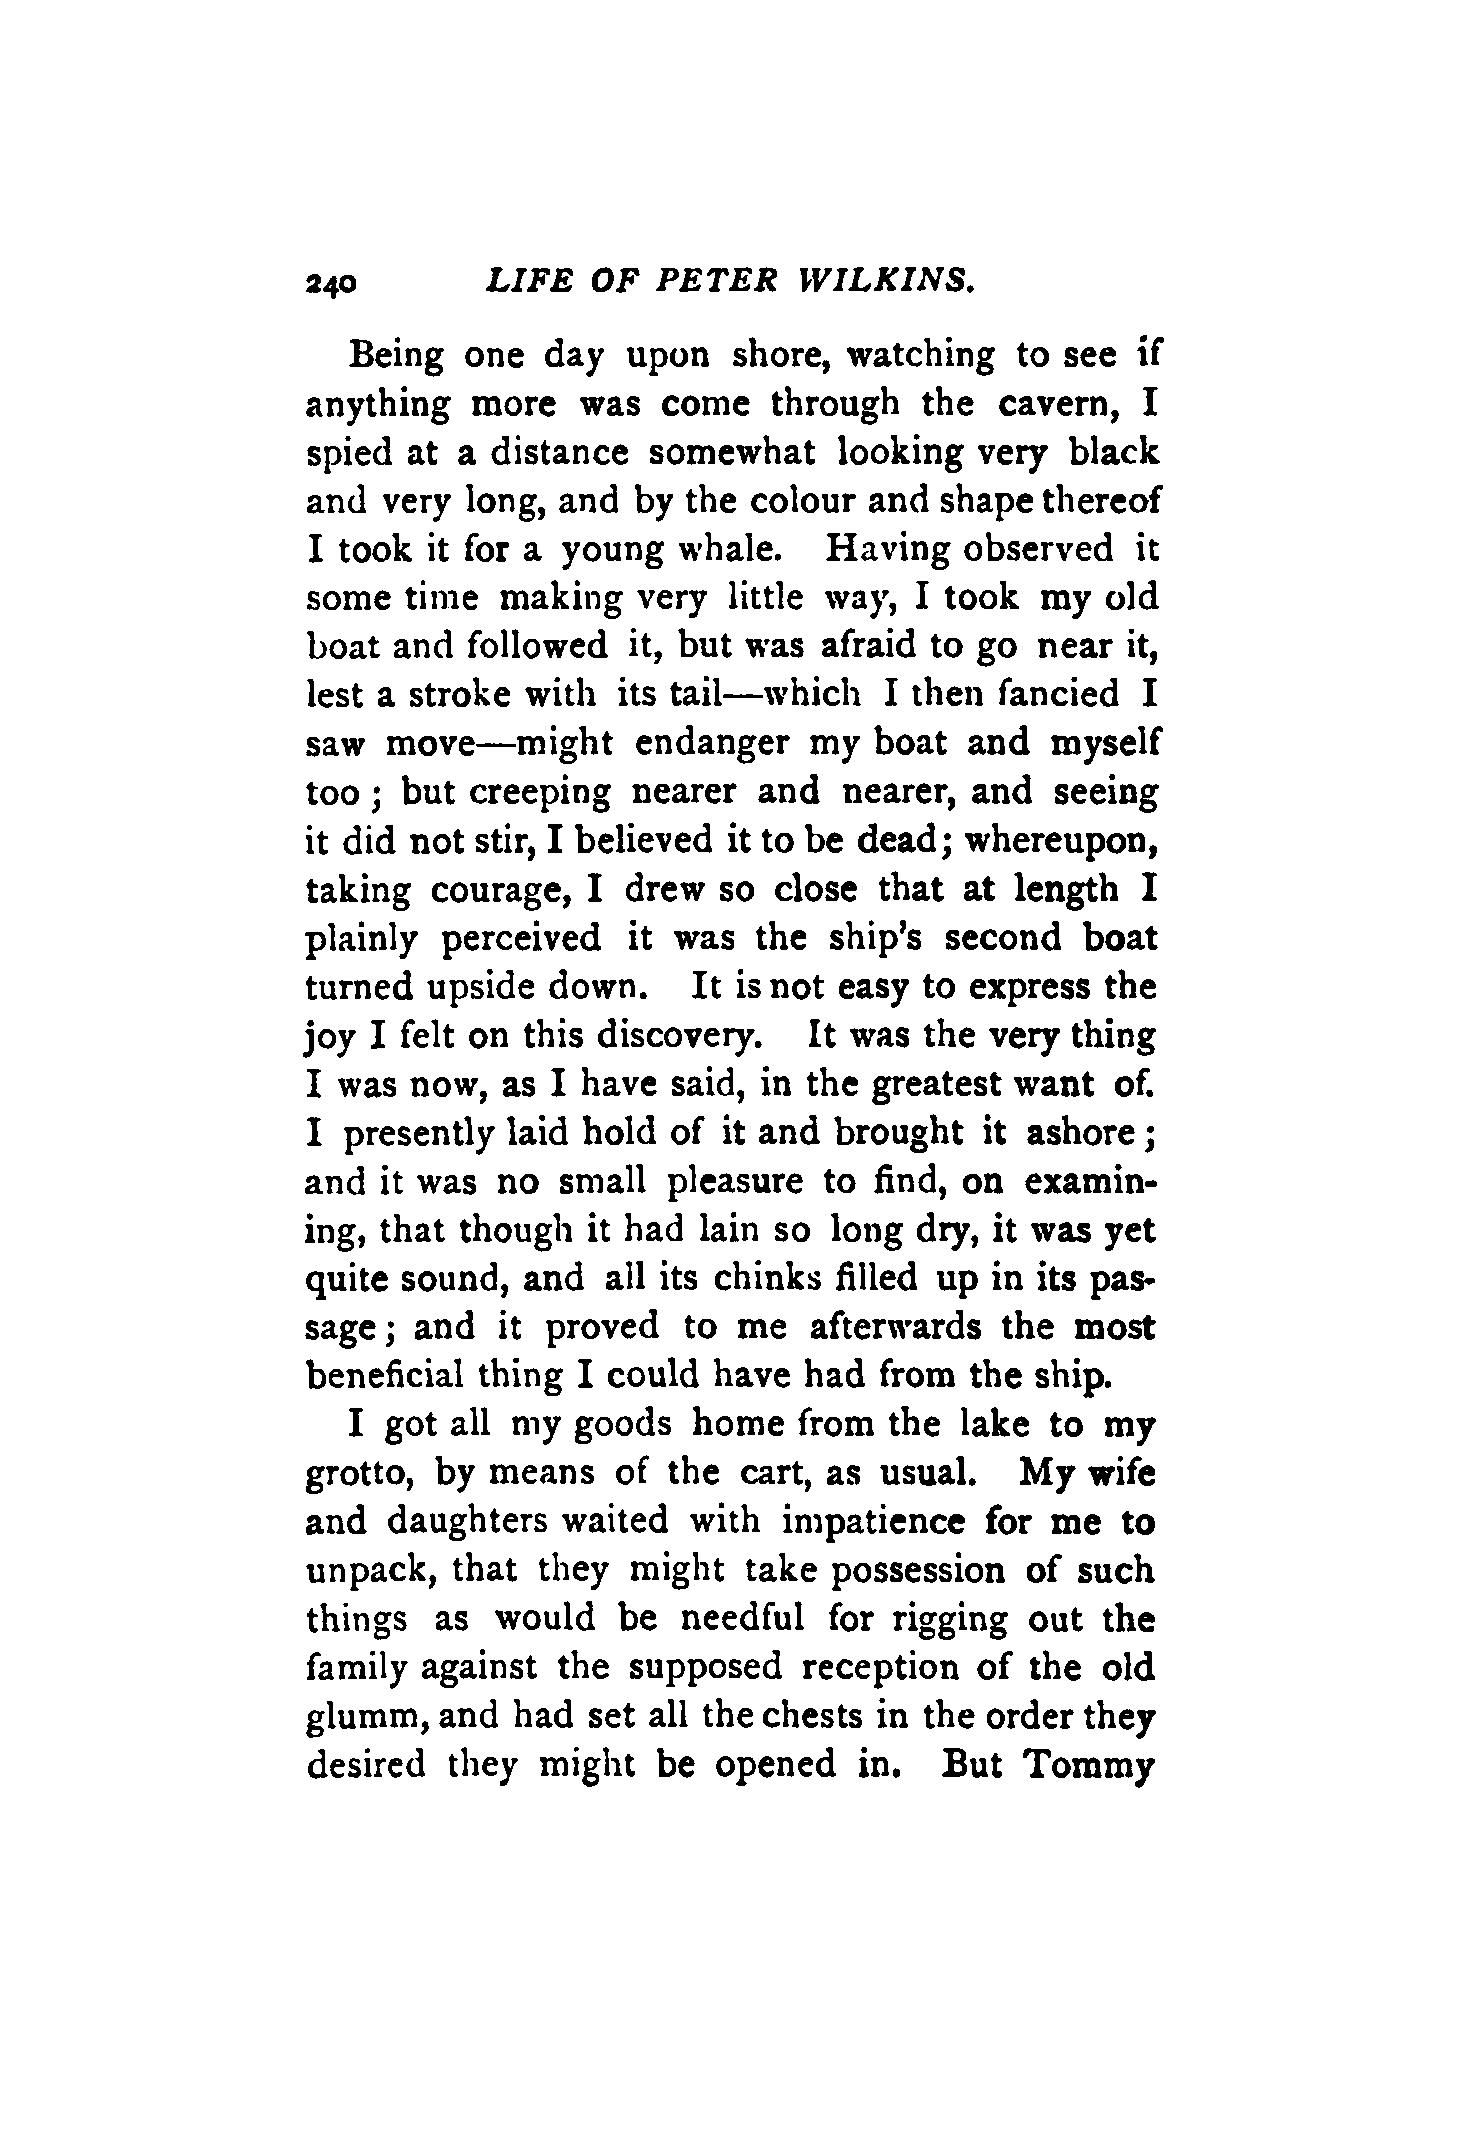 240 LIFE OF PETER WILKINS.
Being one day upon shore, watching to see if
anything more was come through the cavern, I
spied at a distance somewhat looking very black
and very long, and by the colour and shape thereof
I took it for a young whale. Having observed it
some time making very little way, I took my old
boat and followed it, but was afraid to go near it,
lest a stroke with its tail—which I then fancied I
saw move—might endanger my boat and myself
too; but creeping nearer and nearer, and seeing
it did not stir, I believed it to be dead; whereupon,
taking courage, I drew so close that at length I
plainly perceived it was the ship's second boat
turned upside down. It is not easy to express the
joy I felt on this discovery. It was the very thing
I was now, as I have said, in the greatest want of.
I presently laid hold of it and brought it ashore;
and it was no small pleasure to find, on examin-
ing, that though it had lain so long dry, it was yet
quite sound, and all its chinks filled up in its pas-
sage; and it proved to me afterwards the most
beneficial thing I could have had from the ship.
I got all my goods home from the lake to my
grotto, by means of the cart, as usual. My wife
and daughters waited with impatience for me to
unpack, that they might take possession of such
things as would be needful for rigging out the
family against the supposed reception of the old
glumm, and had set all the chests in the order they
desired they might be opened in. But Tommy